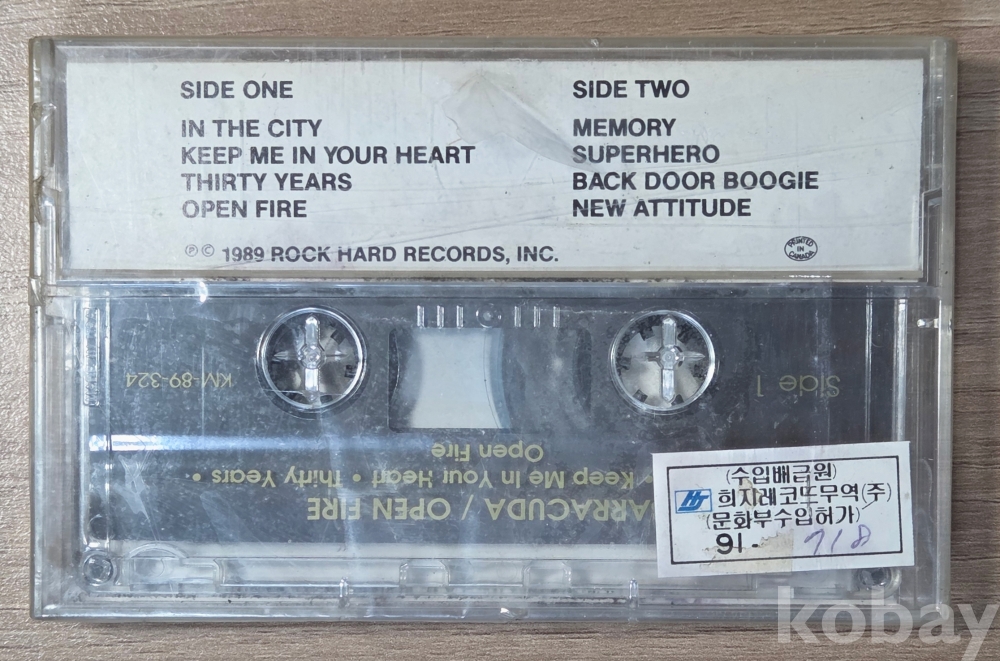 SIDE ONE
IN THE CITY
KEEP ME IN YOUR HEART
THIRTY YEARS
OPEN FIRE
SIDE TWO
MEMORY
SUPERHERO
BACK DOOR BOOGIE
NEW ATTITUDE
℗© 1989 ROCK HARD RECORDS, INC.
PRINTED IN CANADA
KIV-89-324
Side 1
ARRACUDA / OPEN FIRE
• Keep Me In Your Heart • Thirty Years •
Open Fire
(수입배급원)
HJ 희지레코드무역(주)
(문화부수입허가)
91- 718
kobay